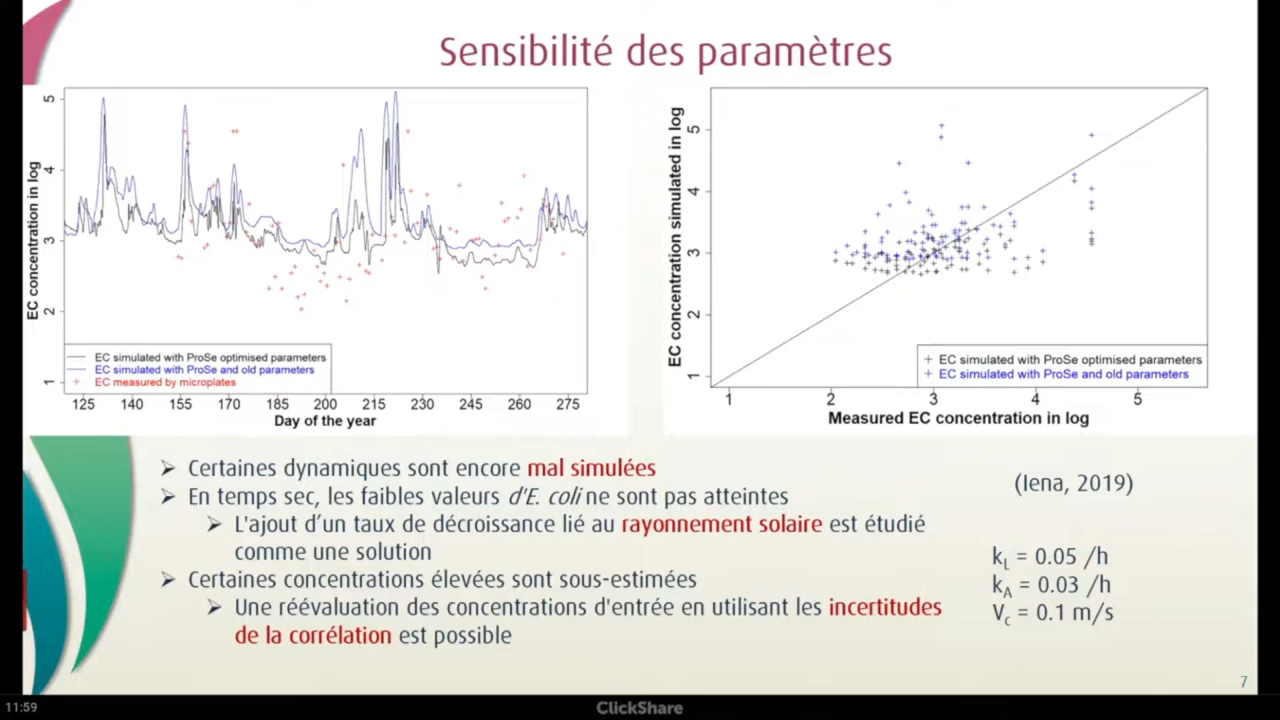 Sensibilité des paramètres
EC concentration in log
5
4
3
2
1
EC simulated with ProSe optimised parameters
EC simulated with ProSe and old parameters
EC measured by microplates
125 140 155 170 185 200 215 230 245 260 275
Day of the year
EC concentration simulated in log
5
4
3
2
1
EC simulated with ProSe optimised parameters
EC simulated with ProSe and old parameters
1 2 3 4 5
Measured EC concentration in log
Certaines dynamiques sont encore mal simulées
En temps sec, les faibles valeurs d'E. coli ne sont pas atteintes
L'ajout d’un taux de décroissance lié au rayonnement solaire est étudié
comme une solution
Certaines concentrations élevées sont sous-estimées
Une réévaluation des concentrations d'entrée en utilisant les incertitudes
de la corrélation est possible
(Iena, 2019)
kL = 0.05 /h
kA = 0.03 /h
Vc = 0.1 m/s
7
11:59
ClickShare